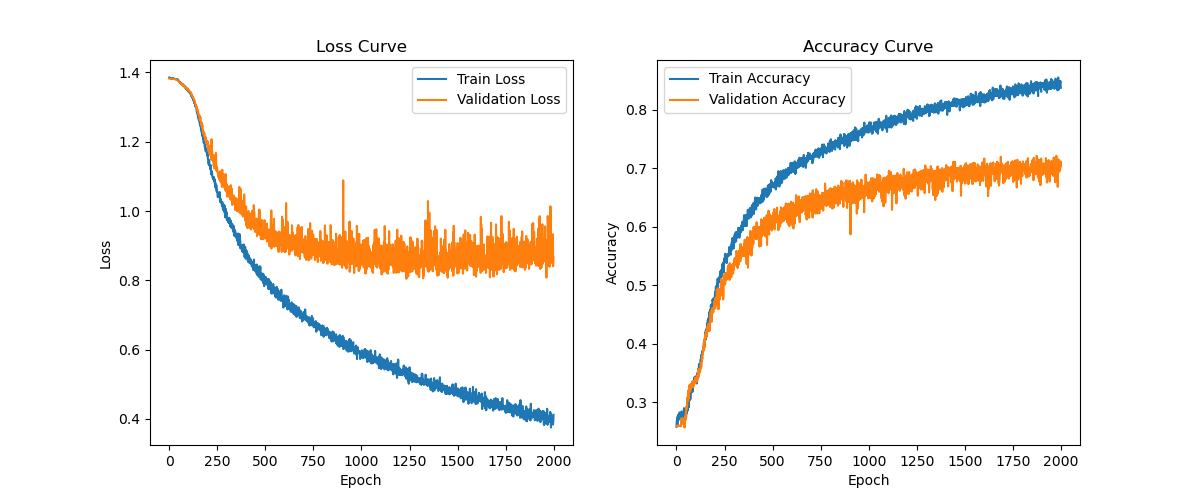 Loss Curve
Train Loss
Validation Loss
1.4
1.2
1.0
0.8
0.6
0.4
Loss
0 250 500 750 1000 1250 1500 1750 2000
Epoch
Accuracy Curve
Train Accuracy
Validation Accuracy
0.8
0.7
0.6
0.5
0.4
0.3
Accuracy
0 250 500 750 1000 1250 1500 1750 2000
Epoch